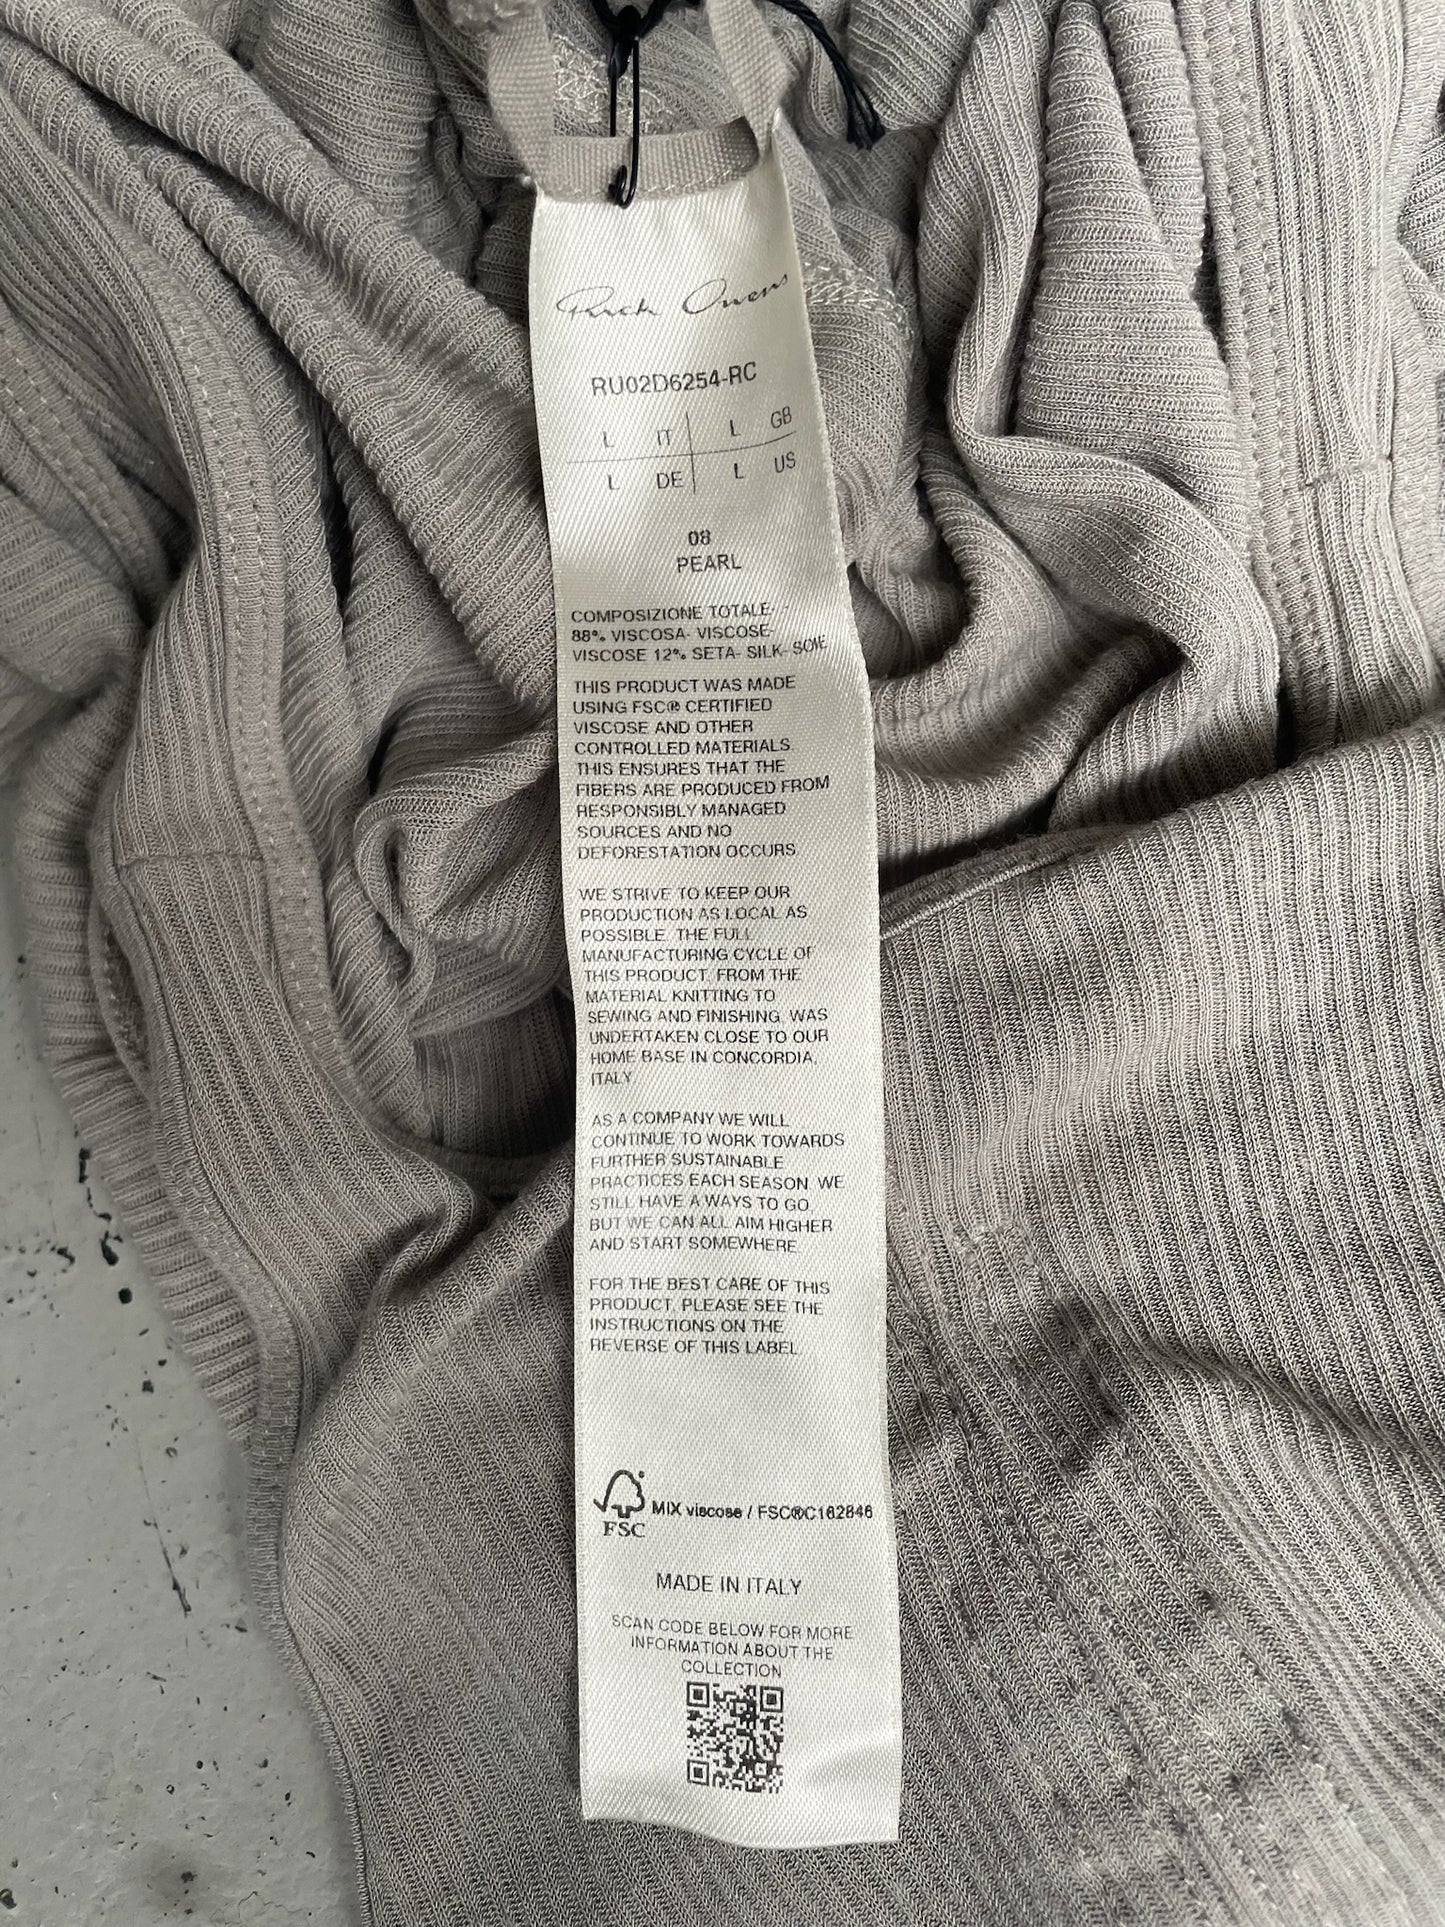 Rick Owens
RU02D6254-RC
L IT L GB
L DE L US
08
PEARL
COMPOSIZIONE TOTALE- -
88% VISCOSA- VISCOSE-
VISCOSE 12% SETA- SILK- SOIE
THIS PRODUCT WAS MADE
USING FSC® CERTIFIED
VISCOSE AND OTHER
CONTROLLED MATERIALS
THIS ENSURES THAT THE
FIBERS ARE PRODUCED FROM
RESPONSIBLY MANAGED
SOURCES AND NO
DEFORESTATION OCCURS
WE STRIVE TO KEEP OUR
PRODUCTION AS LOCAL AS
POSSIBLE. THE FULL
MANUFACTURING CYCLE OF
THIS PRODUCT, FROM THE
MATERIAL KNITTING TO
SEWING AND FINISHING, WAS
UNDERTAKEN CLOSE TO OUR
HOME BASE IN CONCORDIA,
ITALY.
AS A COMPANY WE WILL
CONTINUE TO WORK TOWARDS
FURTHER SUSTAINABLE
PRACTICES EACH SEASON. WE
STILL HAVE A WAYS TO GO
BUT WE CAN ALL AIM HIGHER
AND START SOMEWHERE.
FOR THE BEST CARE OF THIS
PRODUCT, PLEASE SEE THE
INSTRUCTIONS ON THE
REVERSE OF THIS LABEL.
FSC MIX viscose / FSC®C162846
MADE IN ITALY
SCAN CODE BELOW FOR MORE
INFORMATION ABOUT THE
COLLECTION